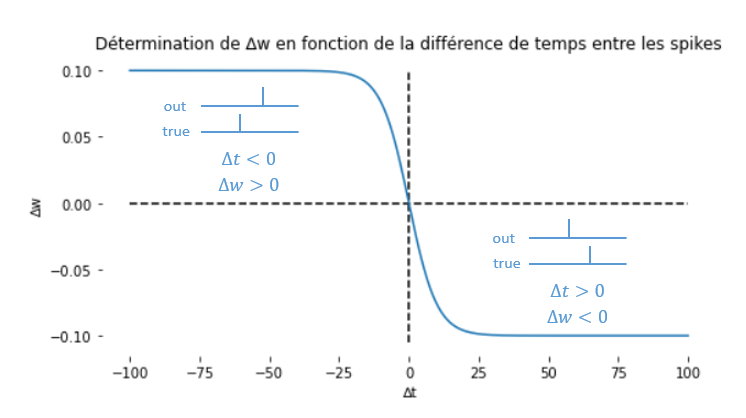 Détermination de Δw en fonction de la différence de temps entre les spikes
0.10
0.05
0.00
−0.05
−0.10
Δw
out
true
Δt < 0
Δw > 0
out
true
Δt > 0
Δw < 0
−100 −75 −50 −25 0 25 50 75 100
Δt